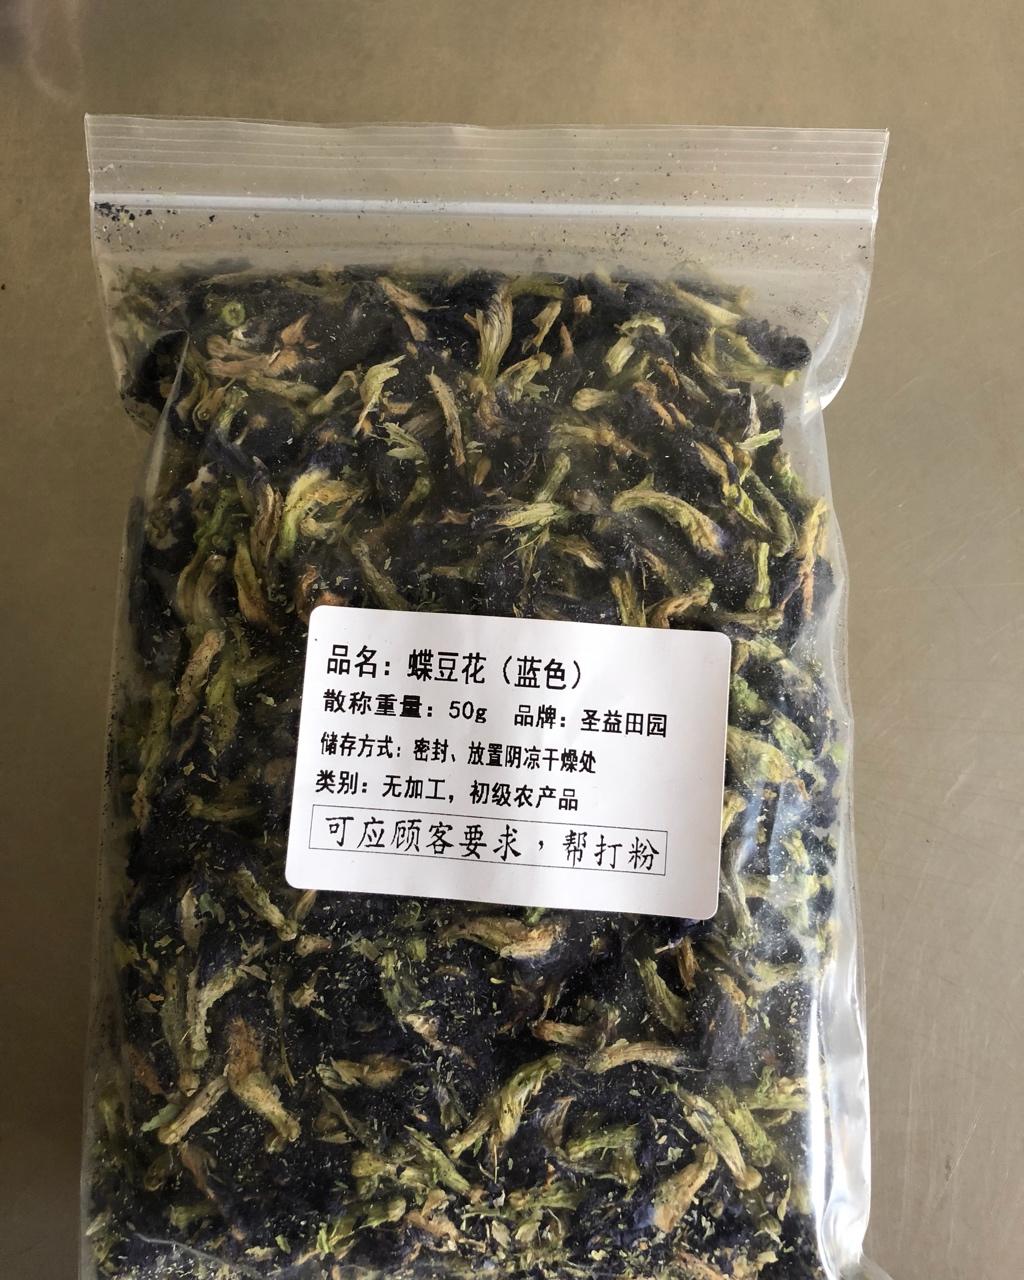 品名：蝶豆花（蓝色）
散称重量：50g 品牌：圣益田园
储存方式：密封、放置阴凉干燥处
类别：无加工，初级农产品
可应顾客要求，帮打粉